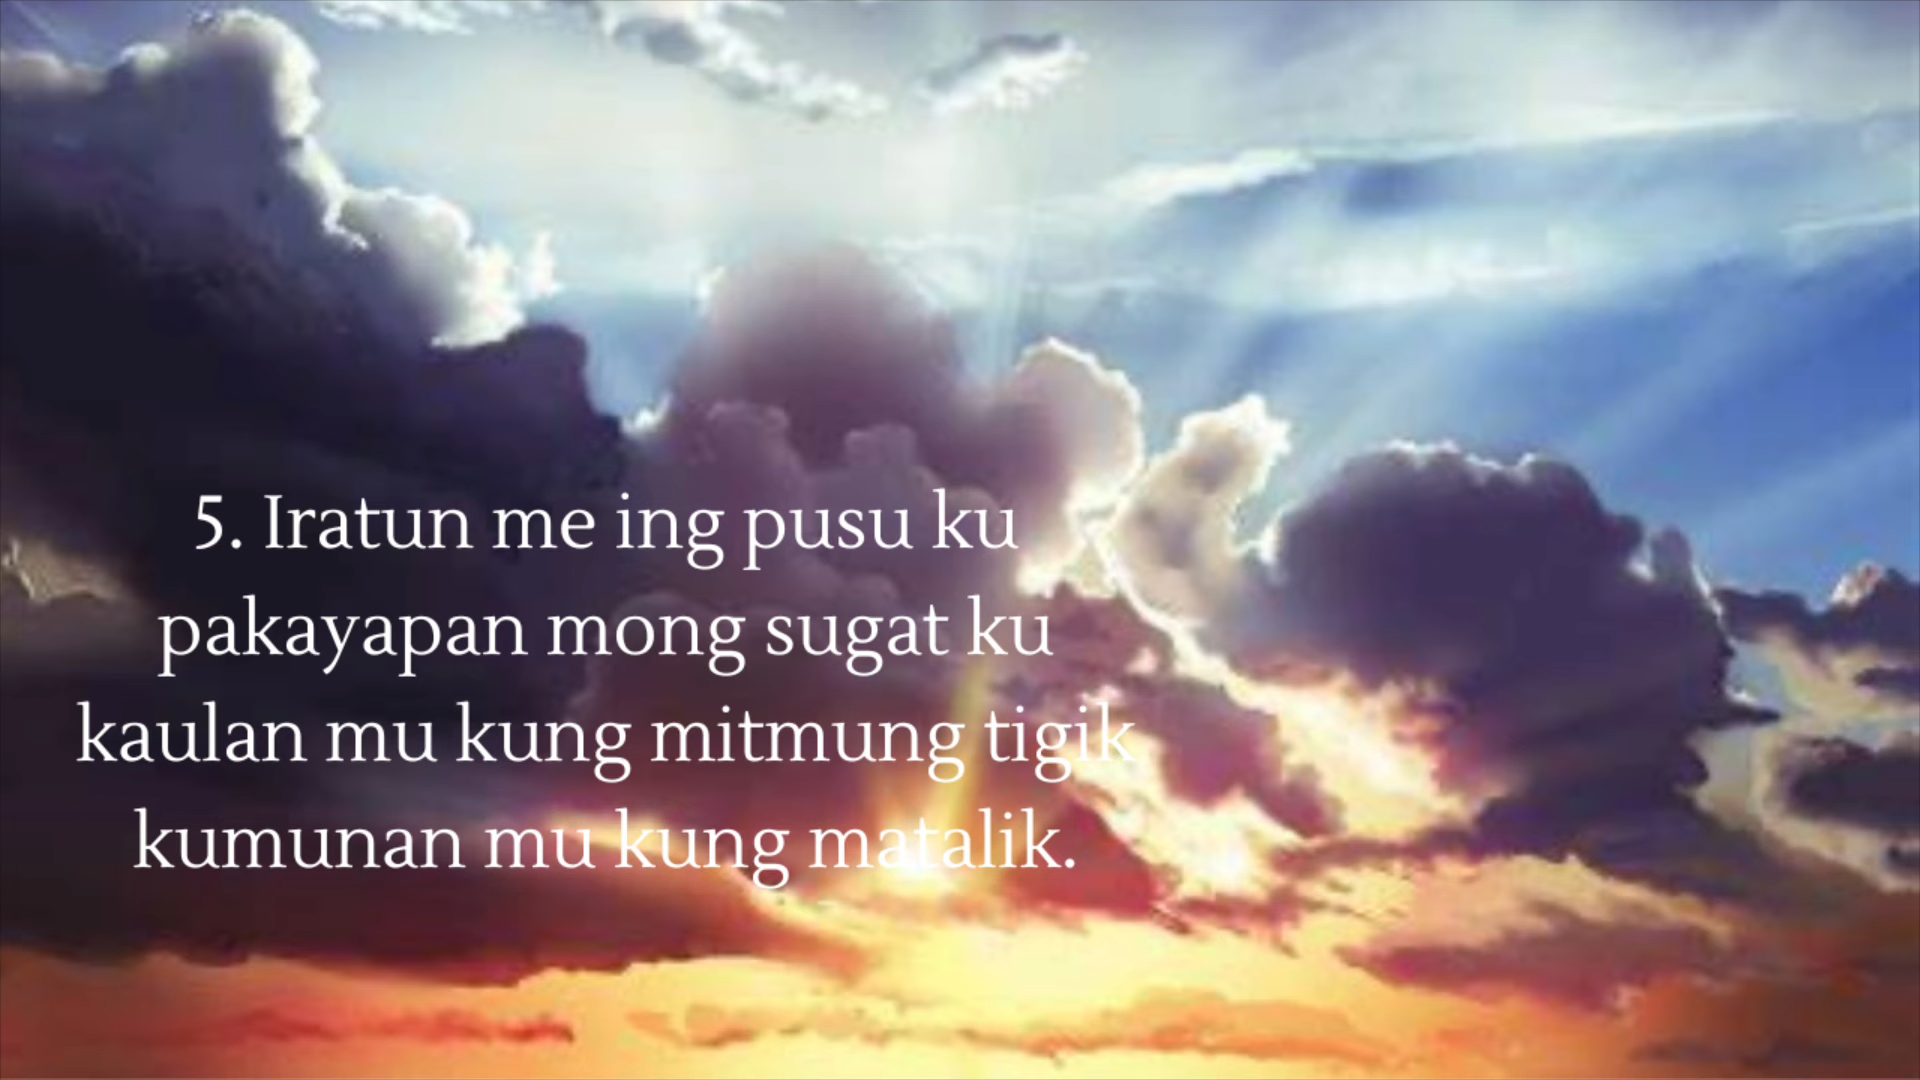 5. Iratun me ing pusu ku
pakayapan mong sugat ku
kaulan mu kung mitmung tigik
kumunan mu kung matalik.